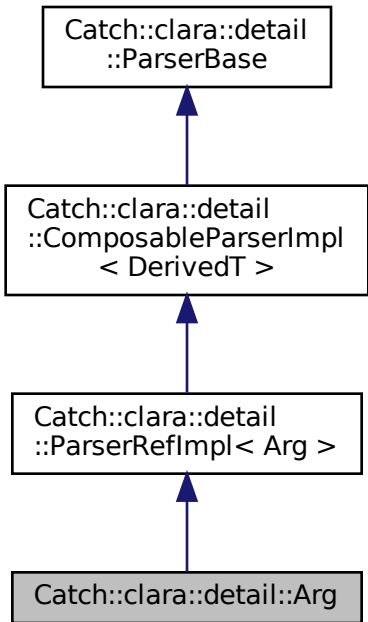 Catch::clara::detail
::ParserBase
Catch::clara::detail
::ComposableParserImpl
< DerivedT >
Catch::clara::detail
::ParserRefImpl< Arg >
Catch::clara::detail::Arg